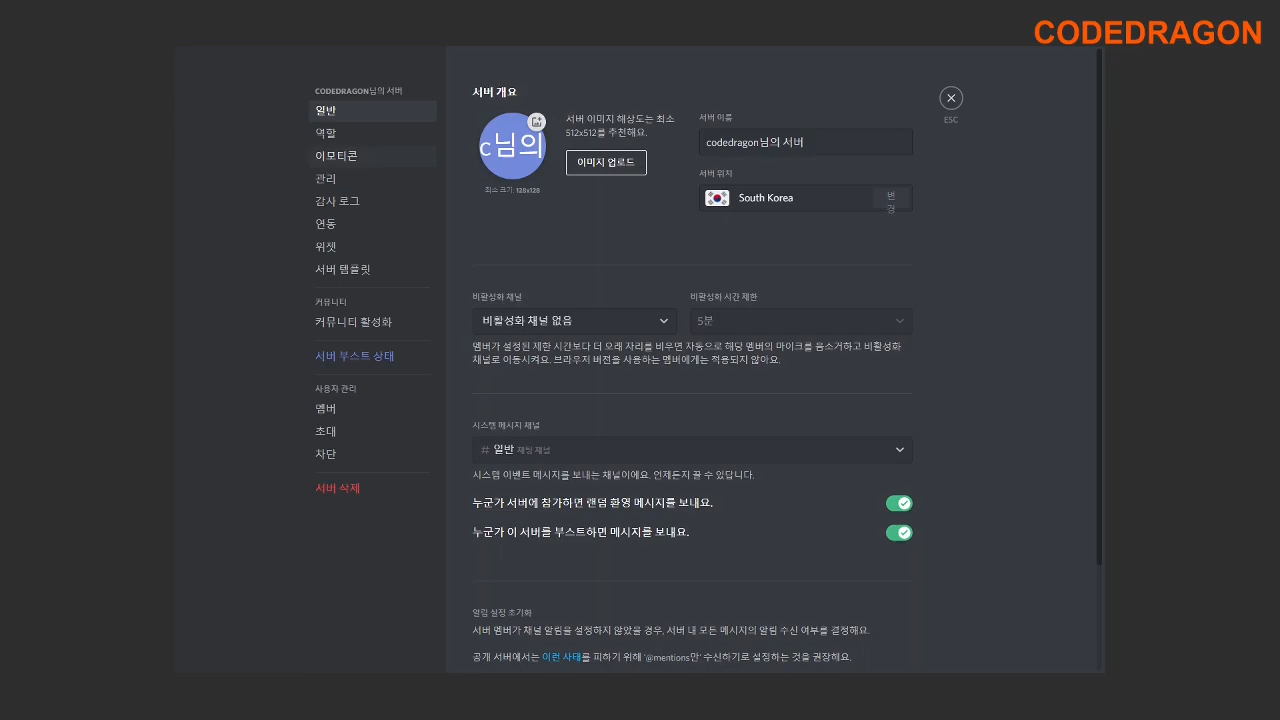 CODEDRAGON
CODEDRAGON님의 서버
일반
역할
이모티콘
관리
감사 로그
연동
위젯
서버 템플릿
커뮤니티
커뮤니티 활성화
서버 부스트 상태
사용자 관리
멤버
초대
차단
서버 삭제
서버 개요
c님의
최소 크기: 128x128
서버 이미지 해상도는 최소
512x512를 추천해요.
이미지 업로드
서버 이름
codedragon님의 서버
서버 위치
South Korea
변
경
ESC
비활성화 채널
비활성화 채널 없음
비활성화 시간 제한
5분
멤버가 설정된 제한 시간보다 더 오래 자리를 비우면 자동으로 해당 멤버의 마이크를 음소거하고 비활성화
채널로 이동시켜요. 브라우저 버전을 사용하는 멤버에게는 적용되지 않아요.
시스템 메시지 채널
# 일반 채팅 채널
시스템 이벤트 메시지를 보내는 채널이에요. 언제든지 끌 수 있답니다.
누군가 서버에 참가하면 랜덤 환영 메시지를 보내요.
누군가 이 서버를 부스트하면 메시지를 보내요.
알림 설정 초기화
서버 멤버가 채널 알림을 설정하지 않았을 경우, 서버 내 모든 메시지의 알림 수신 여부를 결정해요.
공개 서버에서는 이런 사태를 피하기 위해 '@mentions만' 수신하기로 설정하는 것을 권장해요.